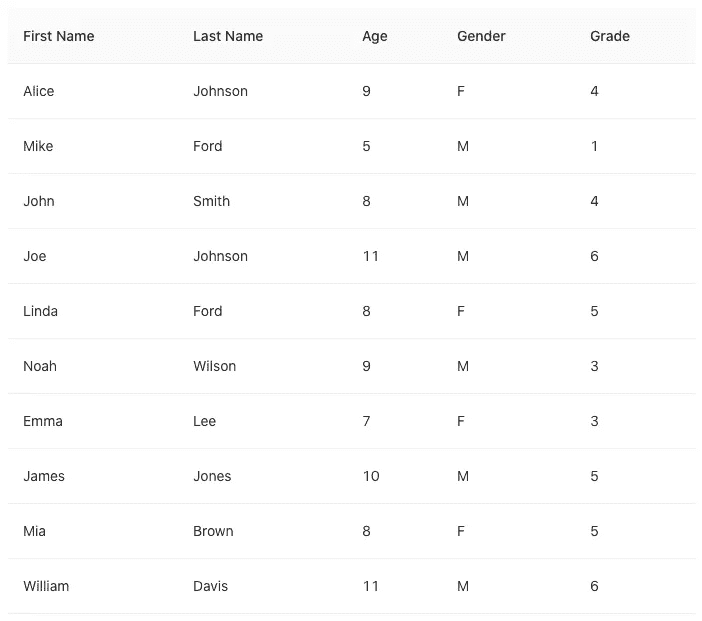 First Name Last Name Age Gender Grade
Alice Johnson 9 F 4
Mike Ford 5 M 1
John Smith 8 M 4
Joe Johnson 11 M 6
Linda Ford 8 F 5
Noah Wilson 9 M 3
Emma Lee 7 F 3
James Jones 10 M 5
Mia Brown 8 F 5
William Davis 11 M 6